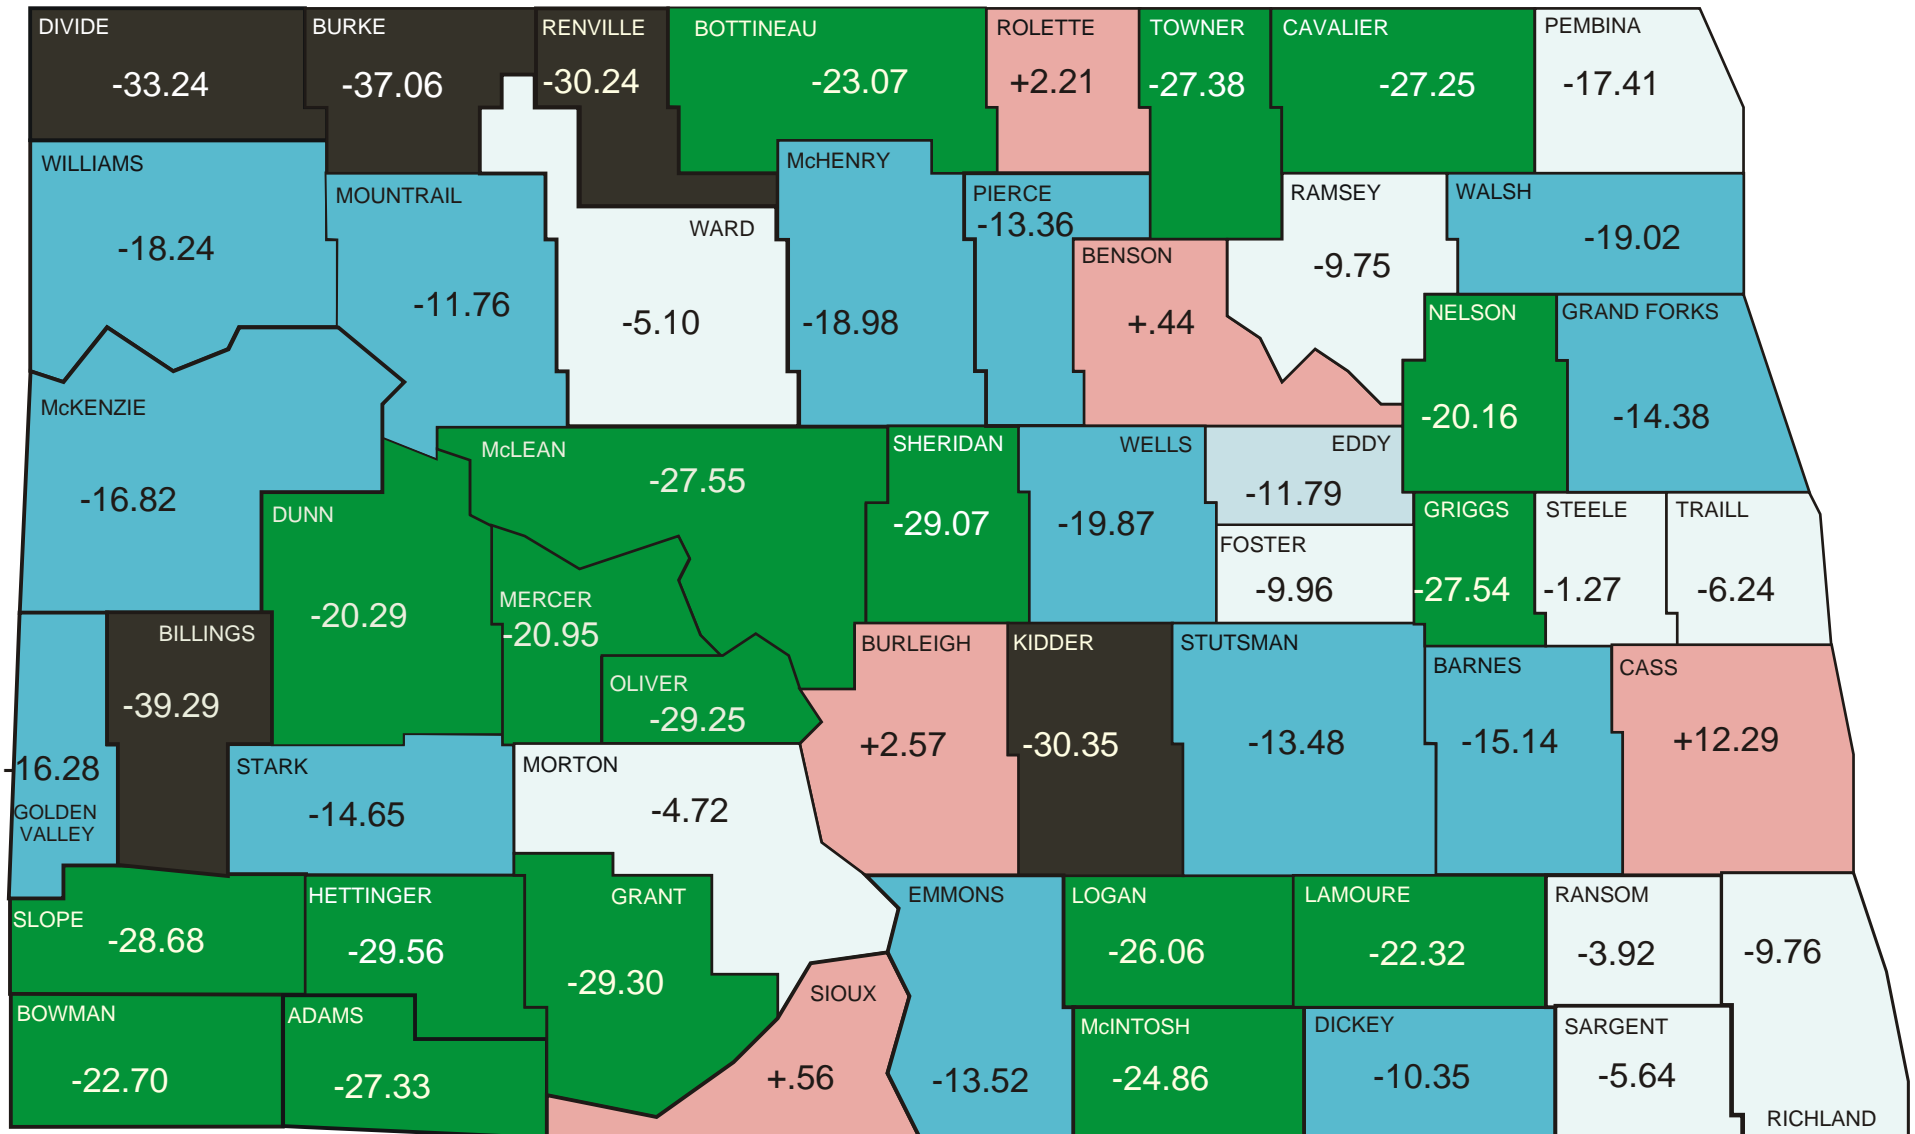 DIVIDE
-33.24
BURKE
-37.06
RENVILLE
-30.24
BOTTINEAU
-23.07
ROLETTE
+2.21
TOWNER
-27.38
CAVALIER
-27.25
PEMBINA
-17.41
WILLIAMS
-18.24
MOUNTRAIL
-11.76
WARD
-5.10
McHENRY
-18.98
PIERCE
-13.36
BENSON
+.44
RAMSEY
-9.75
WALSH
-19.02
NELSON
-20.16
GRAND FORKS
-14.38
McKENZIE
-16.82
DUNN
-20.29
McLEAN
-27.55
MERCER
-20.95
OLIVER
-29.25
SHERIDAN
-29.07
WELLS
-19.87
EDDY
-11.79
FOSTER
-9.96
GRIGGS
-27.54
STEELE
-1.27
TRAILL
-6.24
-16.28
GOLDEN
VALLEY
BILLINGS
-39.29
STARK
-14.65
MORTON
-4.72
BURLEIGH
+2.57
KIDDER
-30.35
STUTSMAN
-13.48
BARNES
-15.14
CASS
+12.29
SLOPE
-28.68
HETTINGER
-29.56
GRANT
-29.30
SIOUX
+.56
EMMONS
-13.52
LOGAN
-26.06
LAMOURE
-22.32
RANSOM
-3.92
-9.76
RICHLAND
BOWMAN
-22.70
ADAMS
-27.33
McINTOSH
-24.86
DICKEY
-10.35
SARGENT
-5.64